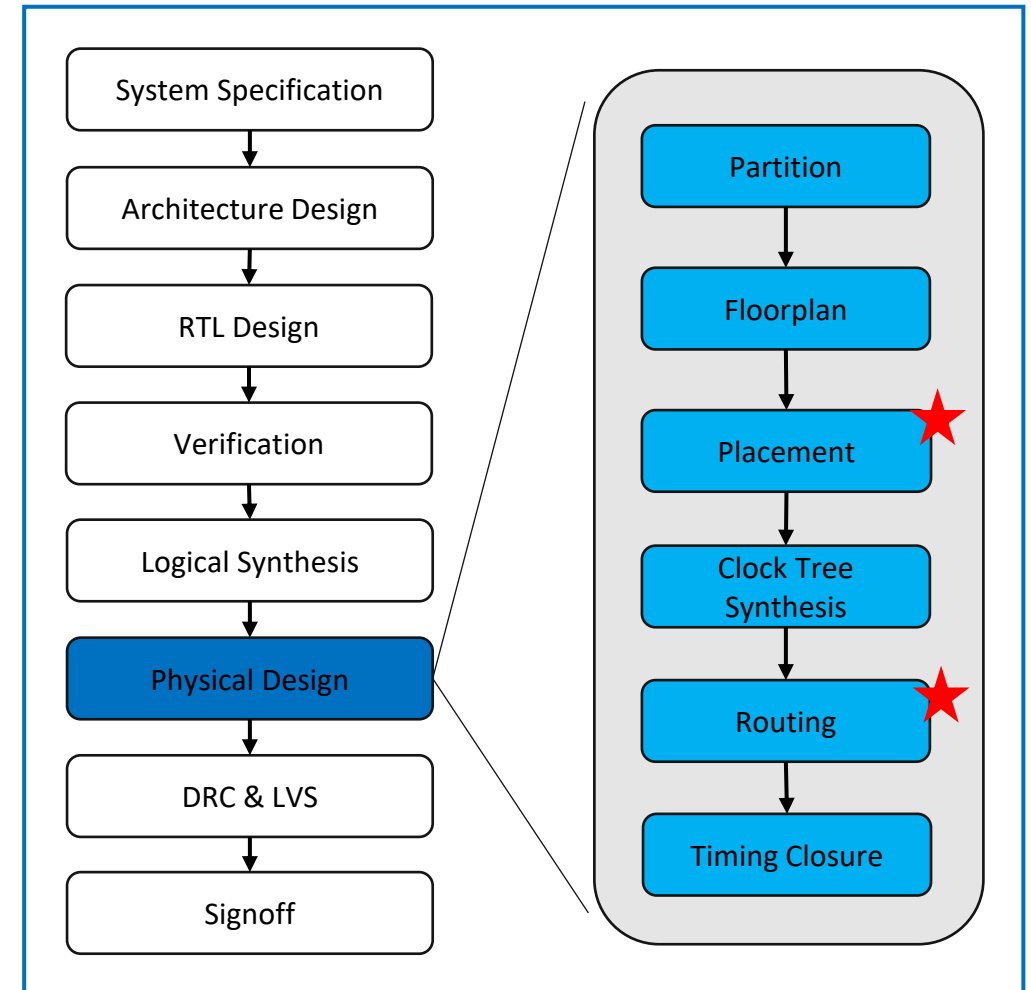 System Specification
Architecture Design
RTL Design
Verification
Logical Synthesis
Physical Design
DRC & LVS
Signoff
Partition
Floorplan
Placement
Clock Tree
Synthesis
Routing
Timing Closure